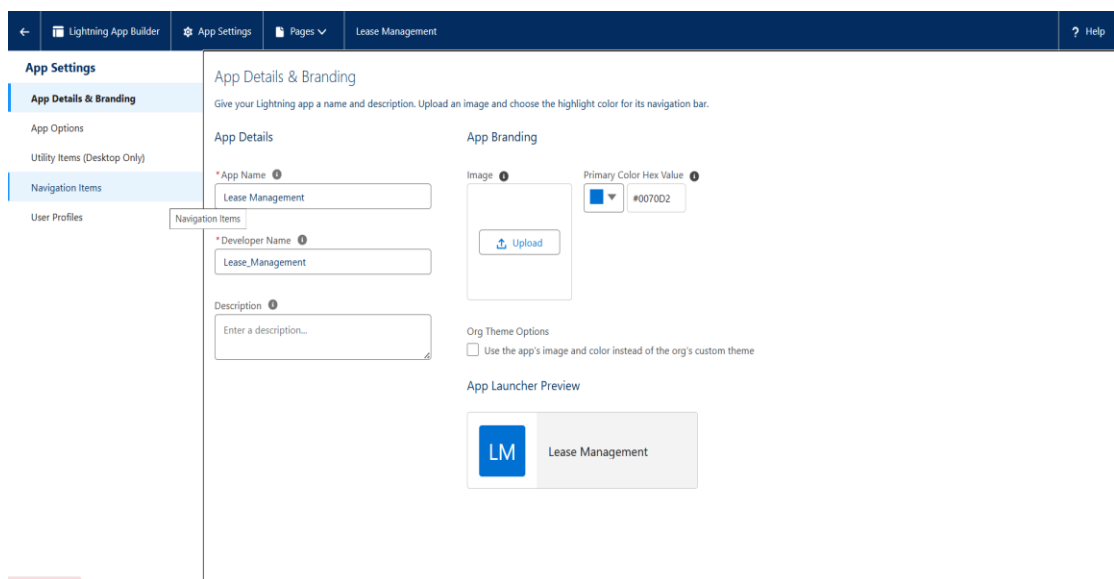 Lightning App Builder App Settings Pages Lease Management ? Help
App Settings
App Details & Branding
App Options
Utility Items (Desktop Only)
Navigation Items
User Profiles
Navigation Items
App Details & Branding
Give your Lightning app a name and description. Upload an image and choose the highlight color for its navigation bar.
App Details
*App Name
Lease Management
*Developer Name
Lease_Management
Description
Enter a description...
App Branding
Image
Upload
Primary Color Hex Value
#0070D2
Org Theme Options
Use the app's image and color instead of the org's custom theme
App Launcher Preview
LM Lease Management